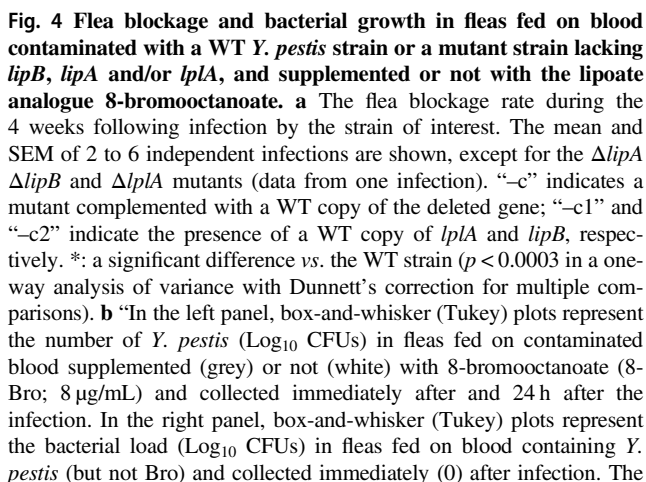 Fig. 4 Flea blockage and bacterial growth in fleas fed on blood
contaminated with a WT Y. pestis strain or a mutant strain lacking
lipB, lipA and/or lplA, and supplemented or not with the lipoate
analogue 8-bromooctanoate. a The flea blockage rate during the
4 weeks following infection by the strain of interest. The mean and
SEM of 2 to 6 independent infections are shown, except for the ΔlipA
ΔlipB and ΔlplA mutants (data from one infection). “–c” indicates a
mutant complemented with a WT copy of the deleted gene; “–c1” and
“–c2” indicate the presence of a WT copy of lplA and lipB, respec-
tively. *: a significant difference vs. the WT strain (p < 0.0003 in a one-
way analysis of variance with Dunnett’s correction for multiple com-
parisons). b “In the left panel, box-and-whisker (Tukey) plots represent
the number of Y. pestis (Log10 CFUs) in fleas fed on contaminated
blood supplemented (grey) or not (white) with 8-bromooctanoate (8-
Bro; 8 µg/mL) and collected immediately after and 24 h after the
infection. In the right panel, box-and-whisker (Tukey) plots represent
the bacterial load (Log10 CFUs) in fleas fed on blood containing Y.
pestis (but not Bro) and collected immediately (0) after infection. The